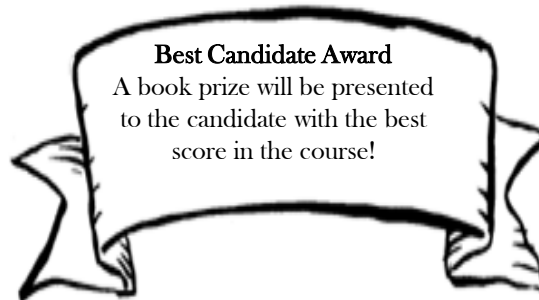 Best Candidate Award
A book prize will be presented
to the candidate with the best
score in the course!